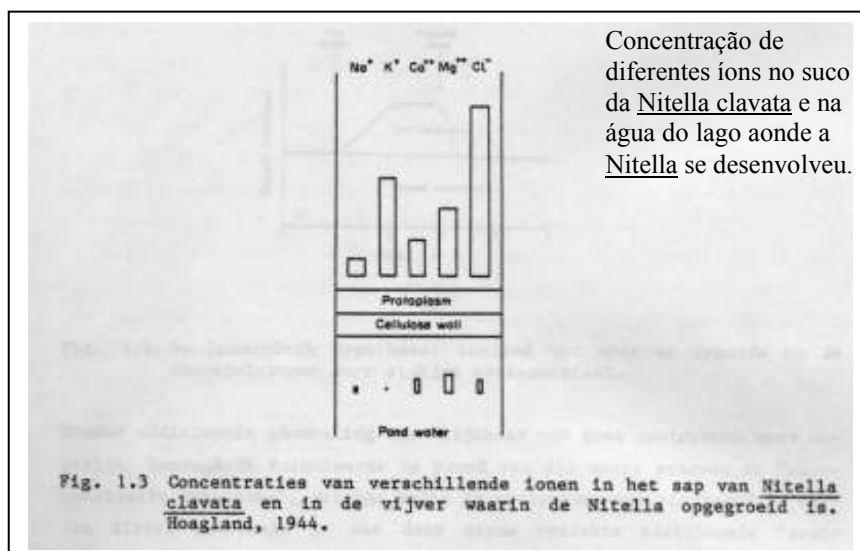 Concentração de
diferentes íons no suco
da Nitella clavata e na
água do lago aonde a
Nitella se desenvolveu.
Na⁺ K⁺ Ca⁺⁺ Mg⁺⁺ Cl⁻
Protoplasm
Cellulose wall
Pond water
Fig. 1.3 Concentraties van verschillende ionen in het sap van Nitella
clavata en in de vijver waarin de Nitella opgegroeid is.
Hoagland, 1944.